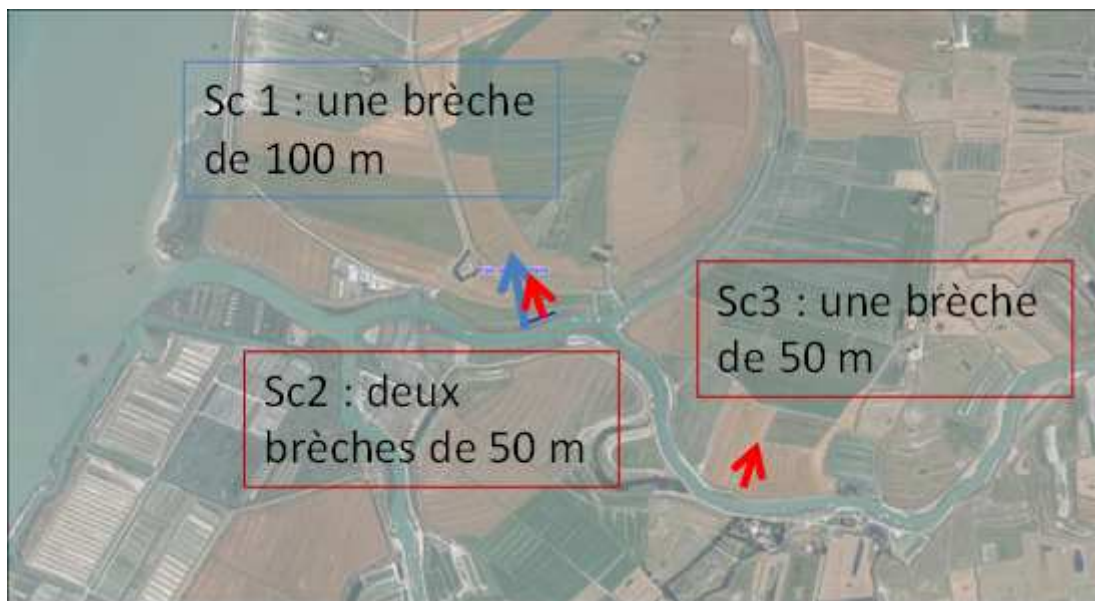 Sc 1 : une brèche
de 100 m
Sc3 : une brèche
de 50 m
Sc2 : deux
brèches de 50 m